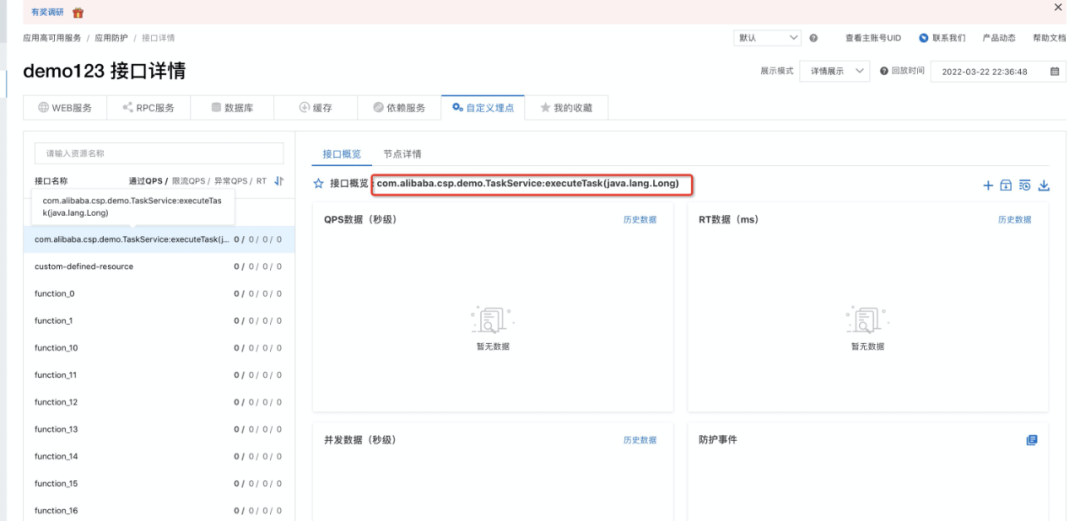 有奖调研
应用高可用服务 / 应用防护 / 接口详情
默认
查看主账号UID
联系我们
产品动态
帮助文档
demo123 接口详情
展示模式
详情展示
回放时间
2022-03-22 22:36:48
WEB服务
RPC服务
数据库
缓存
依赖服务
自定义埋点
我的收藏
请输入资源名称
接口名称
通过QPS / 限流QPS / 异常QPS / RT
com.alibaba.csp.demo.TaskService:executeTas
k(java.lang.Long)
com.alibaba.csp.demo.TaskService:executeTask(j... 0 / 0 / 0 / 0
custom-defined-resource 0 / 0 / 0 / 0
function_0 0 / 0 / 0 / 0
function_1 0 / 0 / 0 / 0
function_10 0 / 0 / 0 / 0
function_11 0 / 0 / 0 / 0
function_12 0 / 0 / 0 / 0
function_13 0 / 0 / 0 / 0
function_14 0 / 0 / 0 / 0
function_15 0 / 0 / 0 / 0
function_16 0 / 0 / 0 / 0
接口概览
节点详情
接口概览 : com.alibaba.csp.demo.TaskService:executeTask(java.lang.Long)
QPS数据（秒级）
历史数据
暂无数据
RT数据（ms）
历史数据
暂无数据
并发数据（秒级）
历史数据
防护事件